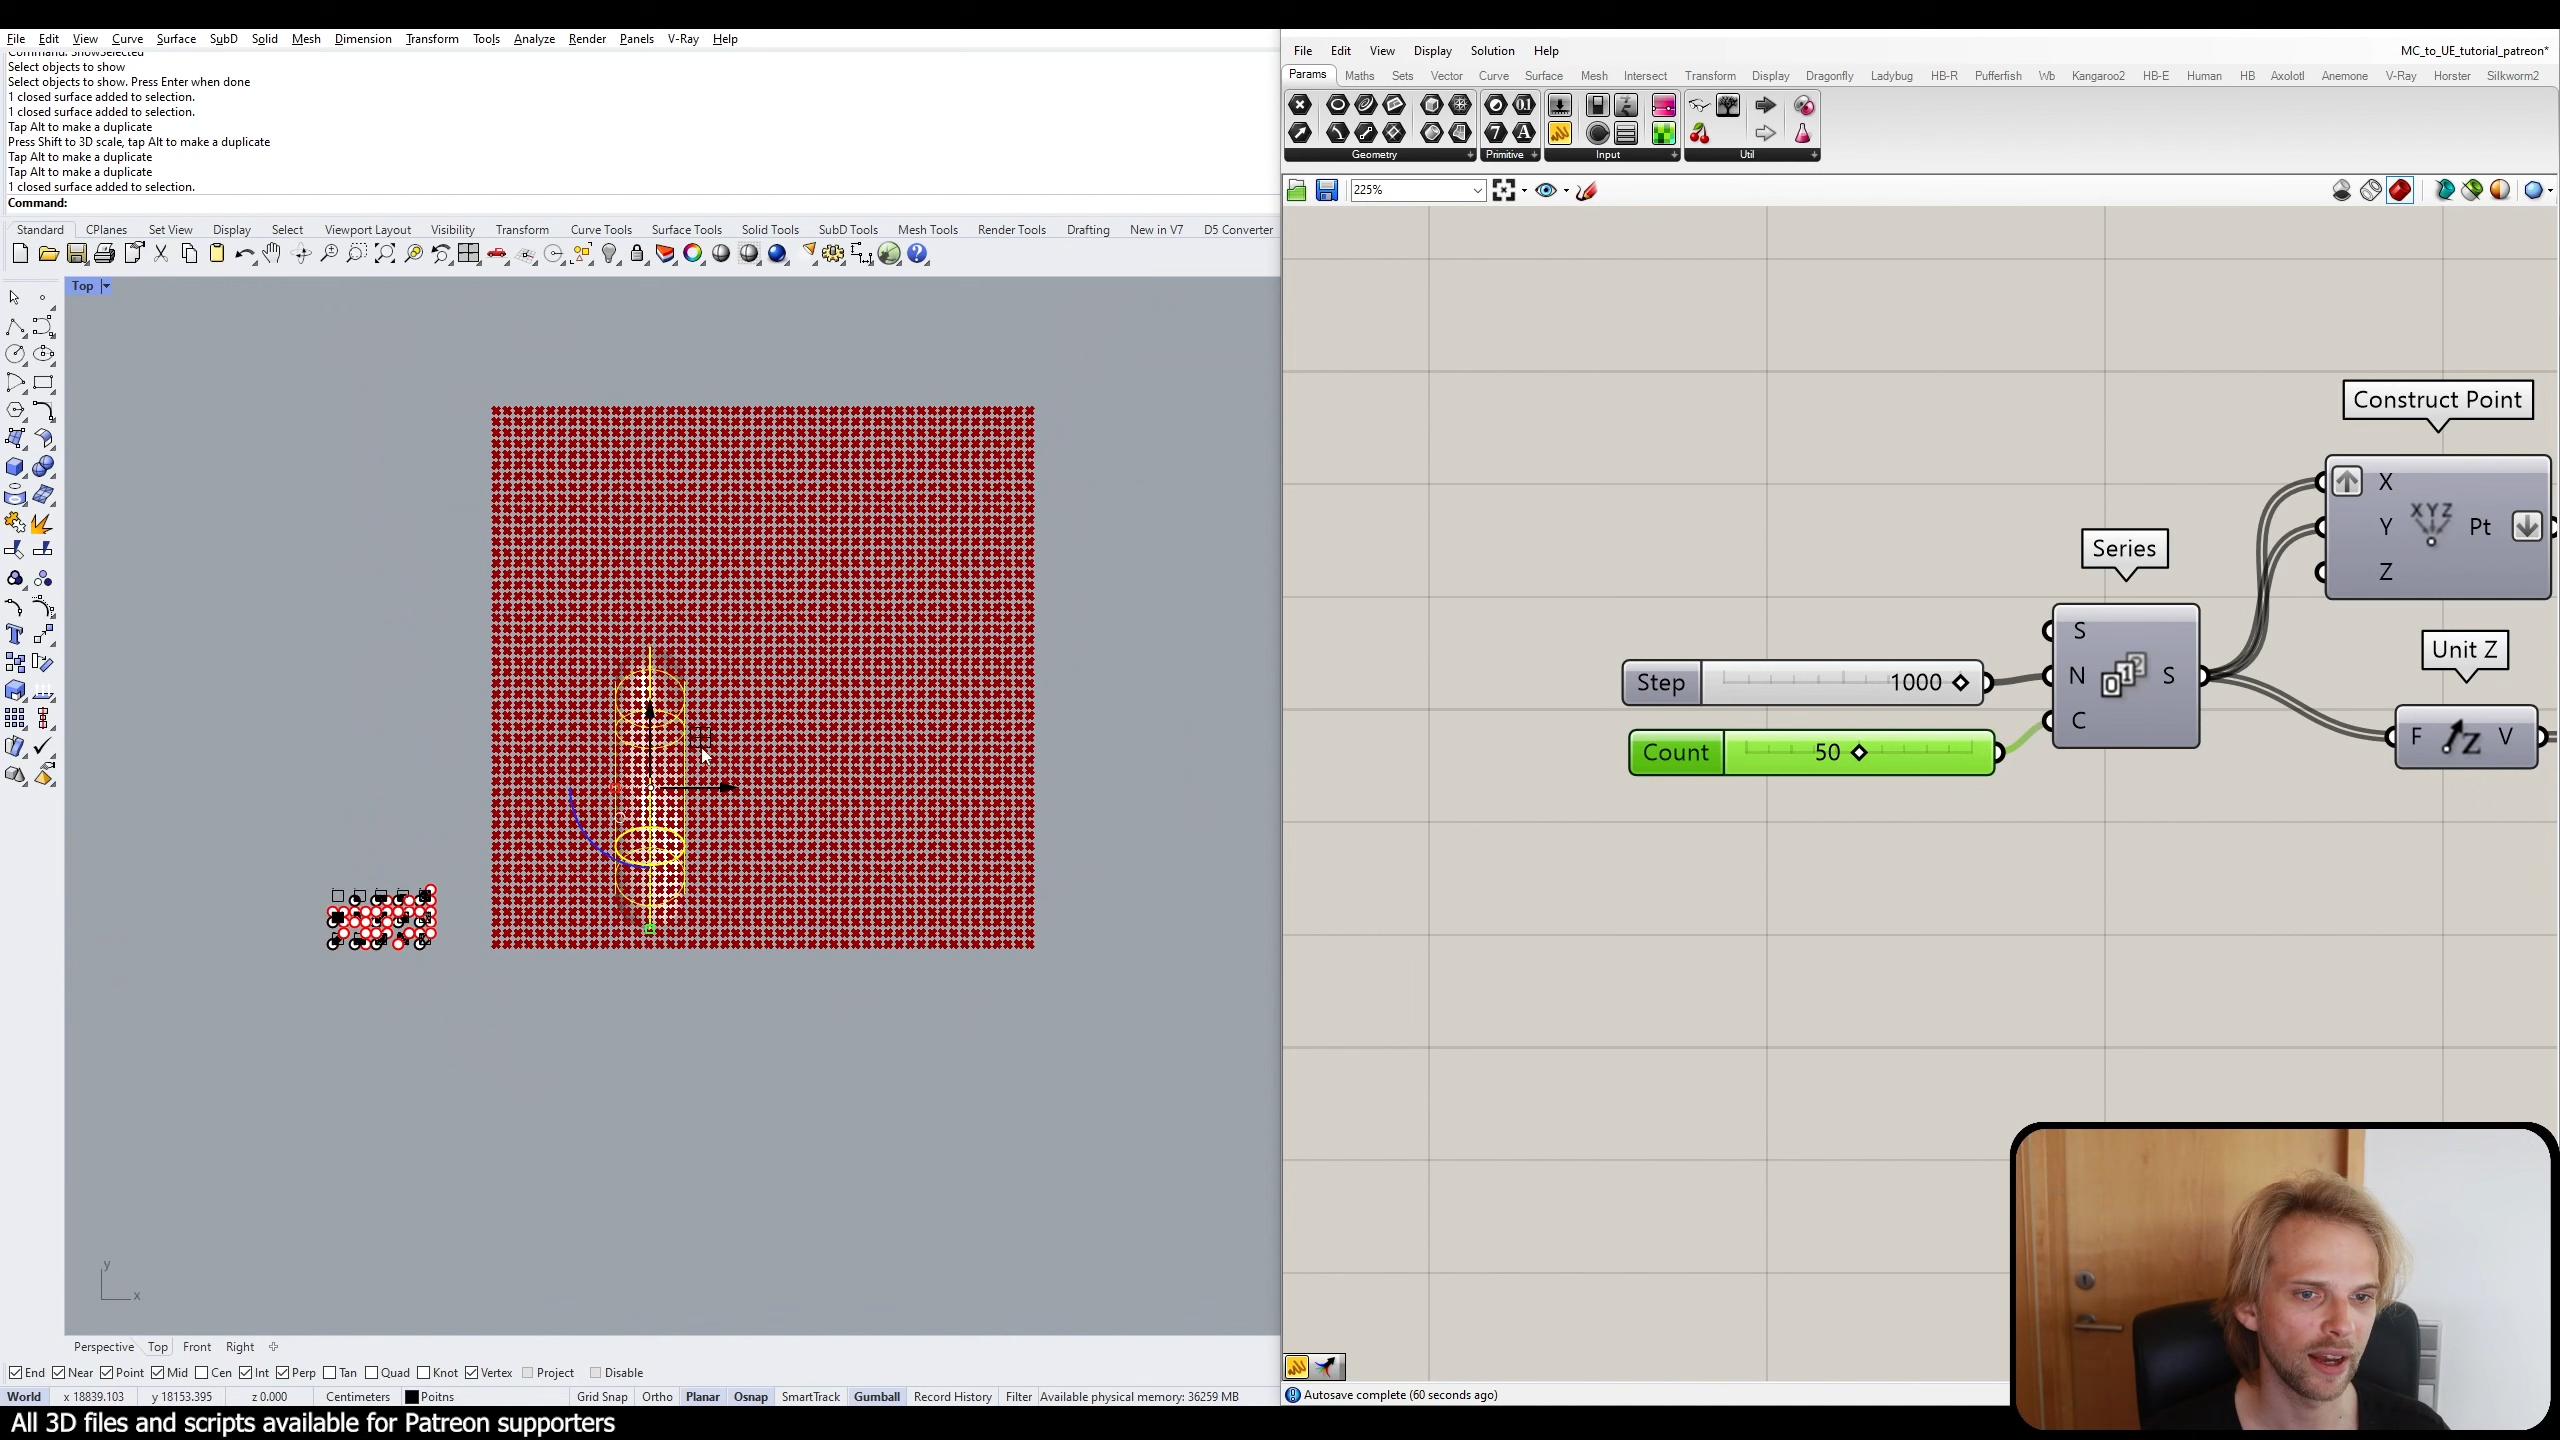 File Edit View Curve Surface SubD Solid Mesh Dimension Transform Tools Analyze Render Panels V-Ray Help
Command: ShowSelected
Select objects to show
Select objects to show. Press Enter when done
1 closed surface added to selection.
1 closed surface added to selection.
Tap Alt to make a duplicate
Press Shift to 3D scale, tap Alt to make a duplicate
Tap Alt to make a duplicate
Tap Alt to make a duplicate
1 closed surface added to selection.
Command:
Standard CPlanes Set View Display Select Viewport Layout Visibility Transform Curve Tools Surface Tools Solid Tools SubD Tools Mesh Tools Render Tools Drafting New in V7 D5 Converter
Top
y
x
Perspective Top Front Right
End Near Point Mid Cen Int Perp Tan Quad Knot Vertex Project Disable
World x 18839.103 y 18153.395 z 0.000 Centimeters Poitns Grid Snap Ortho Planar Osnap SmartTrack Gumball Record History Filter Available physical memory: 36259 MB
All 3D files and scripts available for Patreon supporters
File Edit View Display Solution Help
MC_to_UE_tutorial_patreon*
Params Maths Sets Vector Curve Surface Mesh Intersect Transform Display Dragonfly Ladybug HB-R Pufferfish Wb Kangaroo2 HB-E Human HB Axolotl Anemone V-Ray Horster Silkworm2
Geometry Primitive Input Util
225%
Construct Point
X
Y
Z
XYZ
Pt
Series
S
N
C
S
Step 1000
Count 50
Unit Z
F Z V
Autosave complete (60 seconds ago)